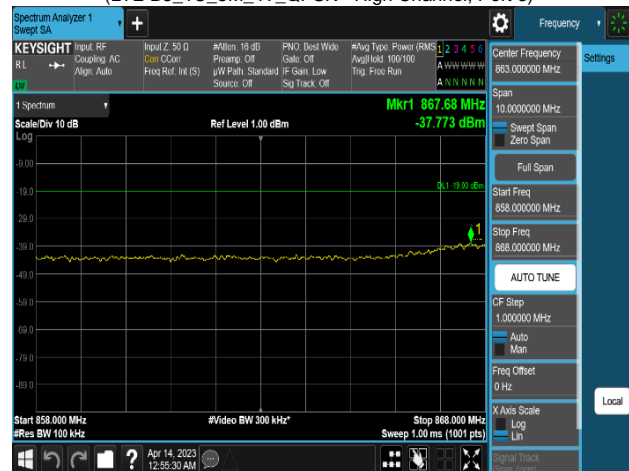 Spectrum Analyzer 1
Swept SA
Frequency
KEYSIGHT
RL
Input: RF
Coupling: AC
Align: Auto
Input Z: 50 Ω
Corr CCorr
Freq Ref: Int (S)
#Atten: 16 dB
Preamp: Off
µW Path: Standard
Source: Off
PNO: Best Wide
Gate: Off
IF Gain: Low
Sig Track: Off
#Avg Type: Power (RMS
Avg|Hold: 100/100
Trig: Free Run
1 2 3 4 5 6
A WW WW W
A N N N N N
1 Spectrum
Scale/Div 10 dB
Log
Ref Level 1.00 dBm
Mkr1 867.68 MHz
-37.773 dBm
-9.00
-19.0
DL1 -19.00 dBm
-29.0
1
-39.0
-49.0
-59.0
-69.0
-79.0
-89.0
Start 858.000 MHz
#Res BW 100 kHz
#Video BW 300 kHz*
Stop 868.000 MHz
Sweep 1.00 ms (1001 pts)
Center Frequency
863.000000 MHz
Settings
Span
10.0000000 MHz
Swept Span
Zero Span
Full Span
Start Freq
858.000000 MHz
Stop Freq
868.000000 MHz
AUTO TUNE
CF Step
1.000000 MHz
Auto
Man
Freq Offset
0 Hz
X Axis Scale
Log
Lin
Local
Signal Track
(Span Zoom)
?
Apr 14, 2023
12:55:30 AM